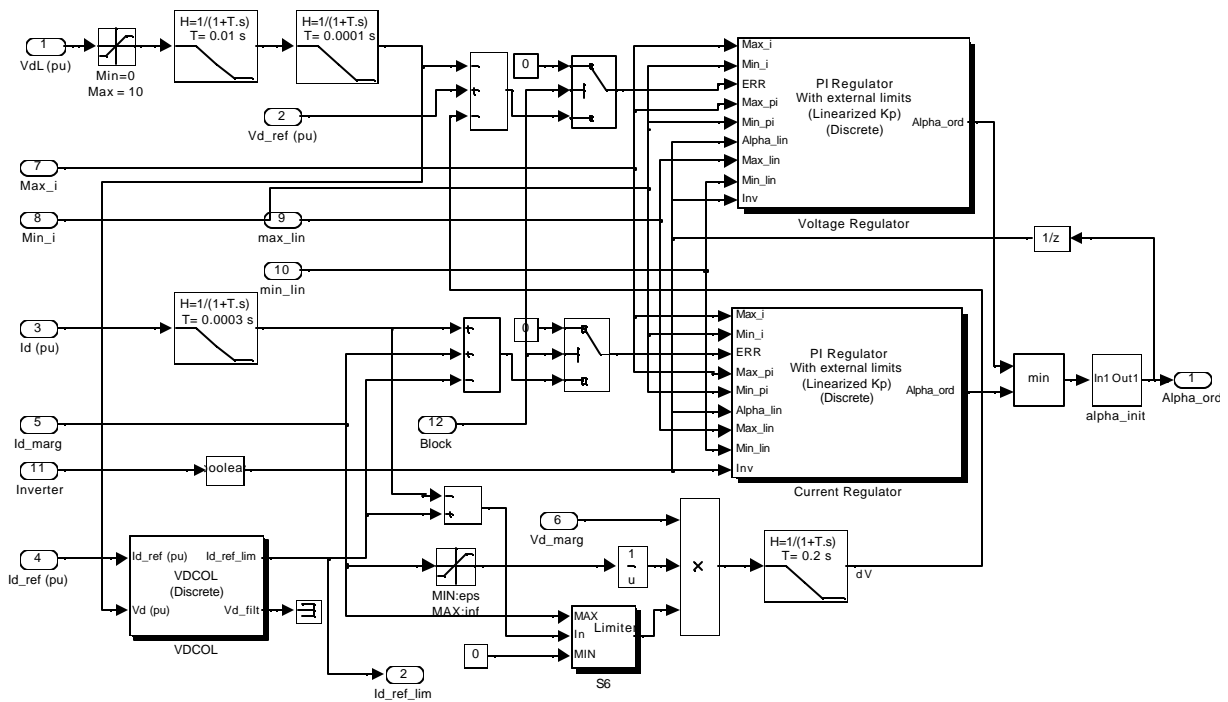 1
VdL (pu)
Min=0
Max = 10
H=1/(1+T.s)
T= 0.01 s
H=1/(1+T.s)
T= 0.0001 s
2
Vd_ref (pu)
0
7
Max_i
8
Min_i
9
max_lin
10
min_lin
Max_i
Min_i
ERR
Max_pi
Min_pi
Alpha_lin
Max_lin
Min_lin
Inv
PI Regulator
With external limits
(Linearized Kp)
(Discrete)
Alpha_ord
Voltage Regulator
1/z
3
Id (pu)
H=1/(1+T.s)
T= 0.0003 s
0
12
Block
5
Id_marg
11
Inverter
oolea
Max_i
Min_i
ERR
Max_pi
Min_pi
Alpha_lin
Max_lin
Min_lin
Inv
PI Regulator
With external limits
(Linearized Kp)
(Discrete)
Alpha_ord
Current Regulator
min
In1 Out1
alpha_init
1
Alpha_ord
4
Id_ref (pu)
Id_ref (pu)
Id_ref_lim
VDCOL
(Discrete)
Vd (pu)
Vd_filt
VDCOL
2
Id_ref_lim
MIN:eps
MAX:inf
6
Vd_marg
1
u
×
H=1/(1+T.s)
T= 0.2 s
dV
0
MAX
In
MIN
Limiter
S6